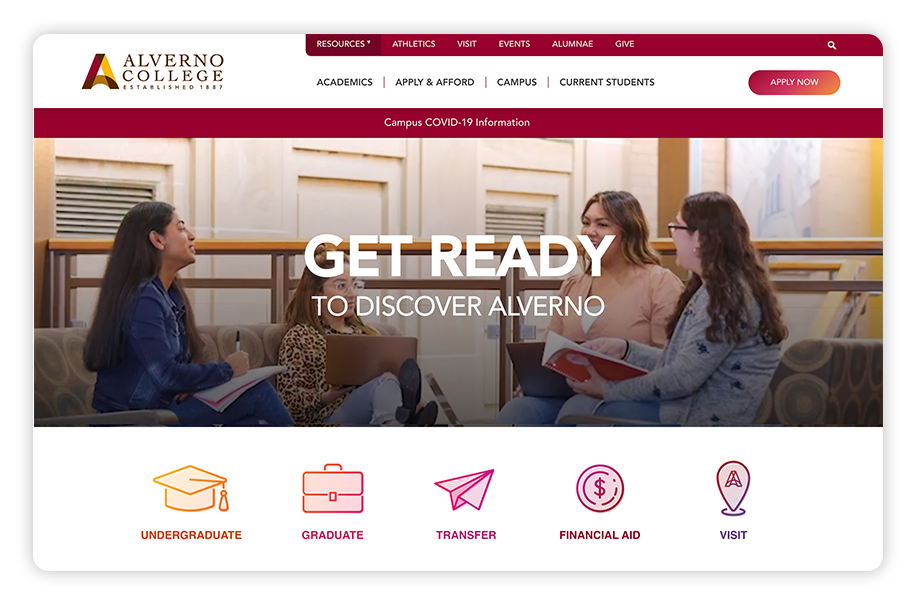 RESOURCES ATHLETICS VISIT EVENTS ALUMNAE GIVE
ALVERNO
COLLEGE
ESTABLISHED 1887
ACADEMICS | APPLY & AFFORD | CAMPUS | CURRENT STUDENTS
APPLY NOW
Campus COVID-19 Information
GET READY
TO DISCOVER ALVERNO
UNDERGRADUATE
GRADUATE
TRANSFER
FINANCIAL AID
VISIT